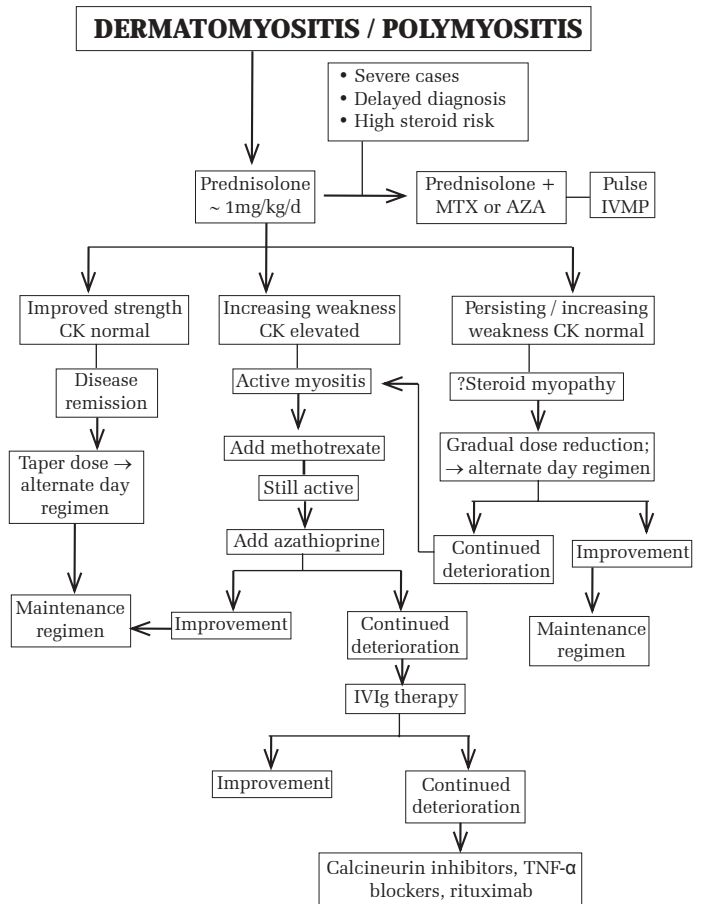 DERMATOMYOSITIS / POLYMYOSITIS
• Severe cases
• Delayed diagnosis
• High steroid risk
Prednisolone
~ 1mg/kg/d
Prednisolone +
MTX or AZA
Pulse
IVMP
Improved strength
CK normal
Increasing weakness
CK elevated
Persisting / increasing
weakness CK normal
Disease
remission
Active myositis
?Steroid myopathy
Taper dose →
alternate day
regimen
Add methotrexate
Gradual dose reduction;
→ alternate day regimen
Still active
Add azathioprine
Continued
deterioration
Improvement
Maintenance
regimen
Improvement
Continued
deterioration
Maintenance
regimen
IVIg therapy
Improvement
Continued
deterioration
Calcineurin inhibitors, TNF-α
blockers, rituximab